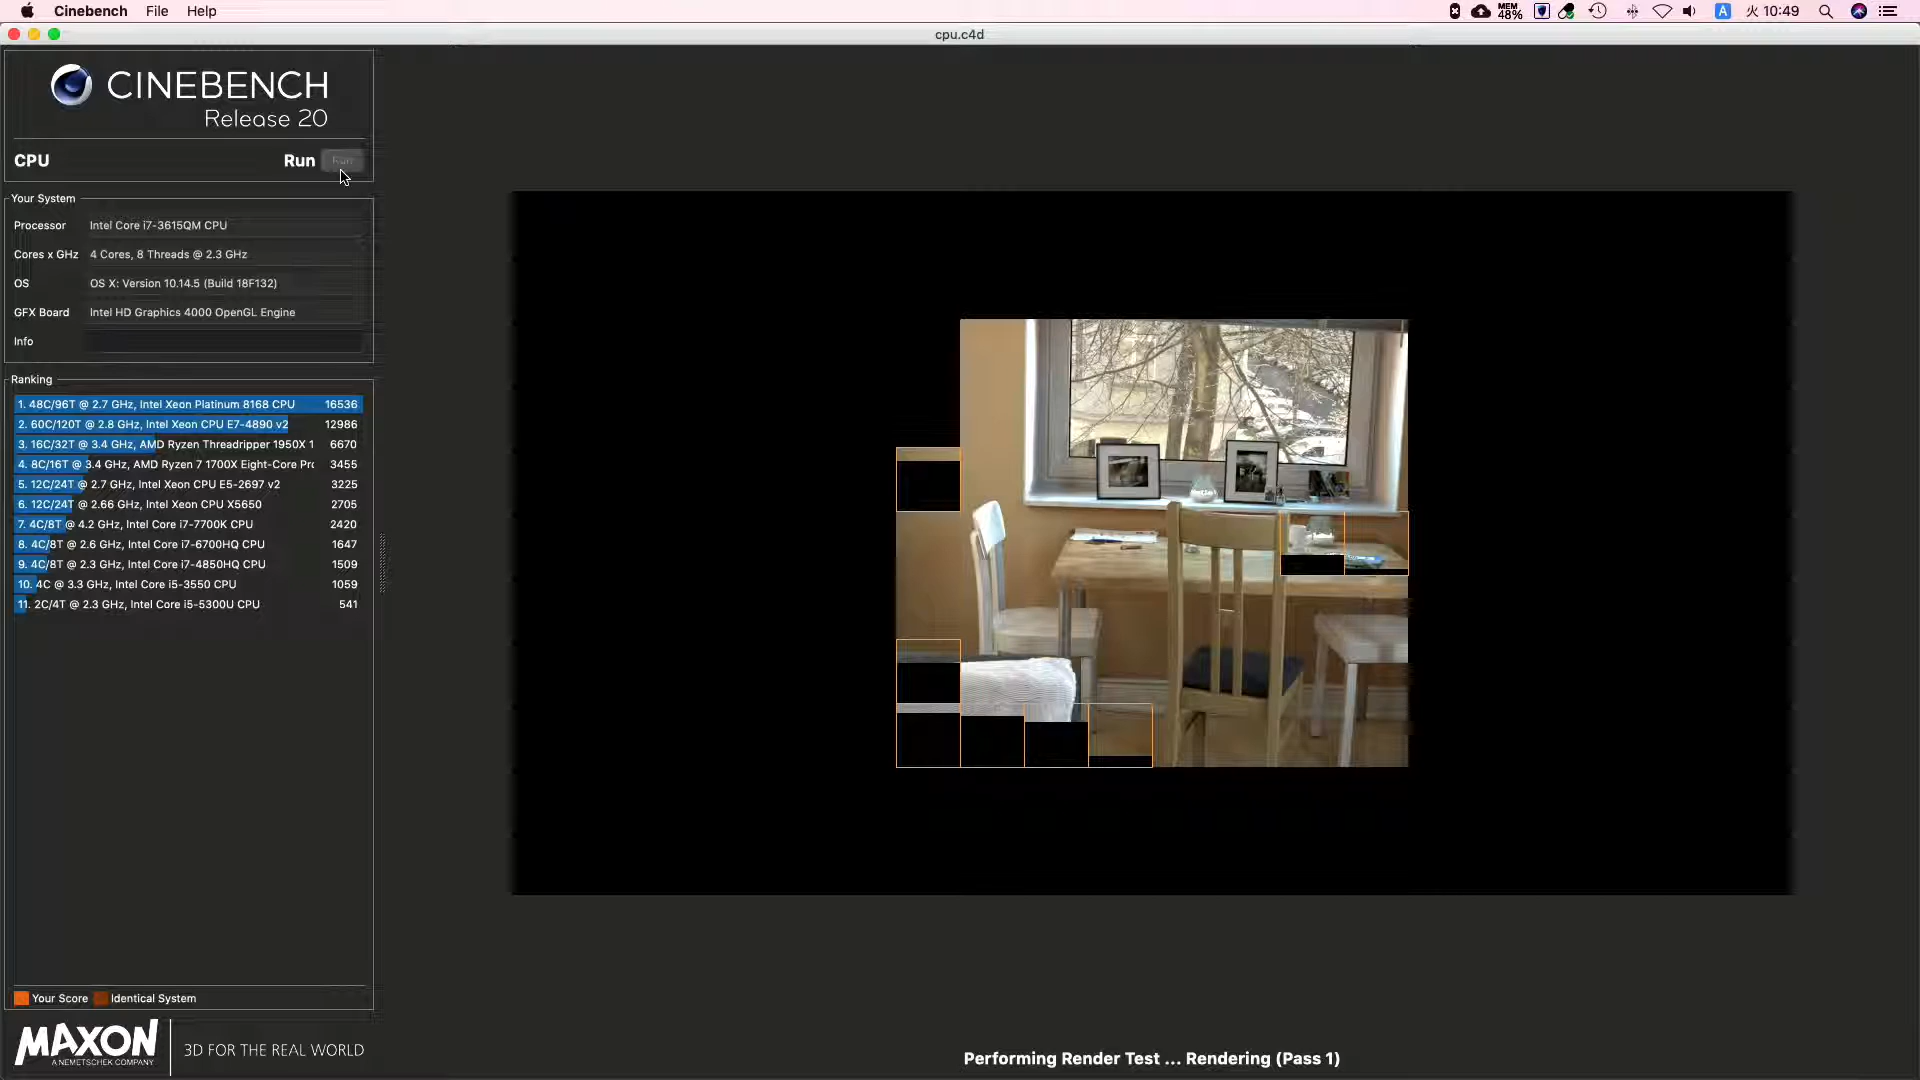 Cinebench File Help
MEM 48% A 火 10:49
cpu.c4d
CINEBENCH
Release 20
CPU Run Run
Your System
Processor Intel Core i7-3615QM CPU
Cores x GHz 4 Cores, 8 Threads @ 2.3 GHz
OS OS X: Version 10.14.5 (Build 18F132)
GFX Board Intel HD Graphics 4000 OpenGL Engine
Info
Ranking
1. 48C/96T @ 2.7 GHz, Intel Xeon Platinum 8168 CPU 16536
2. 60C/120T @ 2.8 GHz, Intel Xeon CPU E7-4890 v2 12986
3. 16C/32T @ 3.4 GHz, AMD Ryzen Threadripper 1950X 1 6670
4. 8C/16T @ 3.4 GHz, AMD Ryzen 7 1700X Eight-Core Prc 3455
5. 12C/24T @ 2.7 GHz, Intel Xeon CPU E5-2697 v2 3225
6. 12C/24T @ 2.66 GHz, Intel Xeon CPU X5650 2705
7. 4C/8T @ 4.2 GHz, Intel Core i7-7700K CPU 2420
8. 4C/8T @ 2.6 GHz, Intel Core i7-6700HQ CPU 1647
9. 4C/8T @ 2.3 GHz, Intel Core i7-4850HQ CPU 1509
10. 4C @ 3.3 GHz, Intel Core i5-3550 CPU 1059
11. 2C/4T @ 2.3 GHz, Intel Core i5-5300U CPU 541
Your Score Identical System
MAXON
A NEMETSCHEK COMPANY
3D FOR THE REAL WORLD
Performing Render Test ... Rendering (Pass 1)